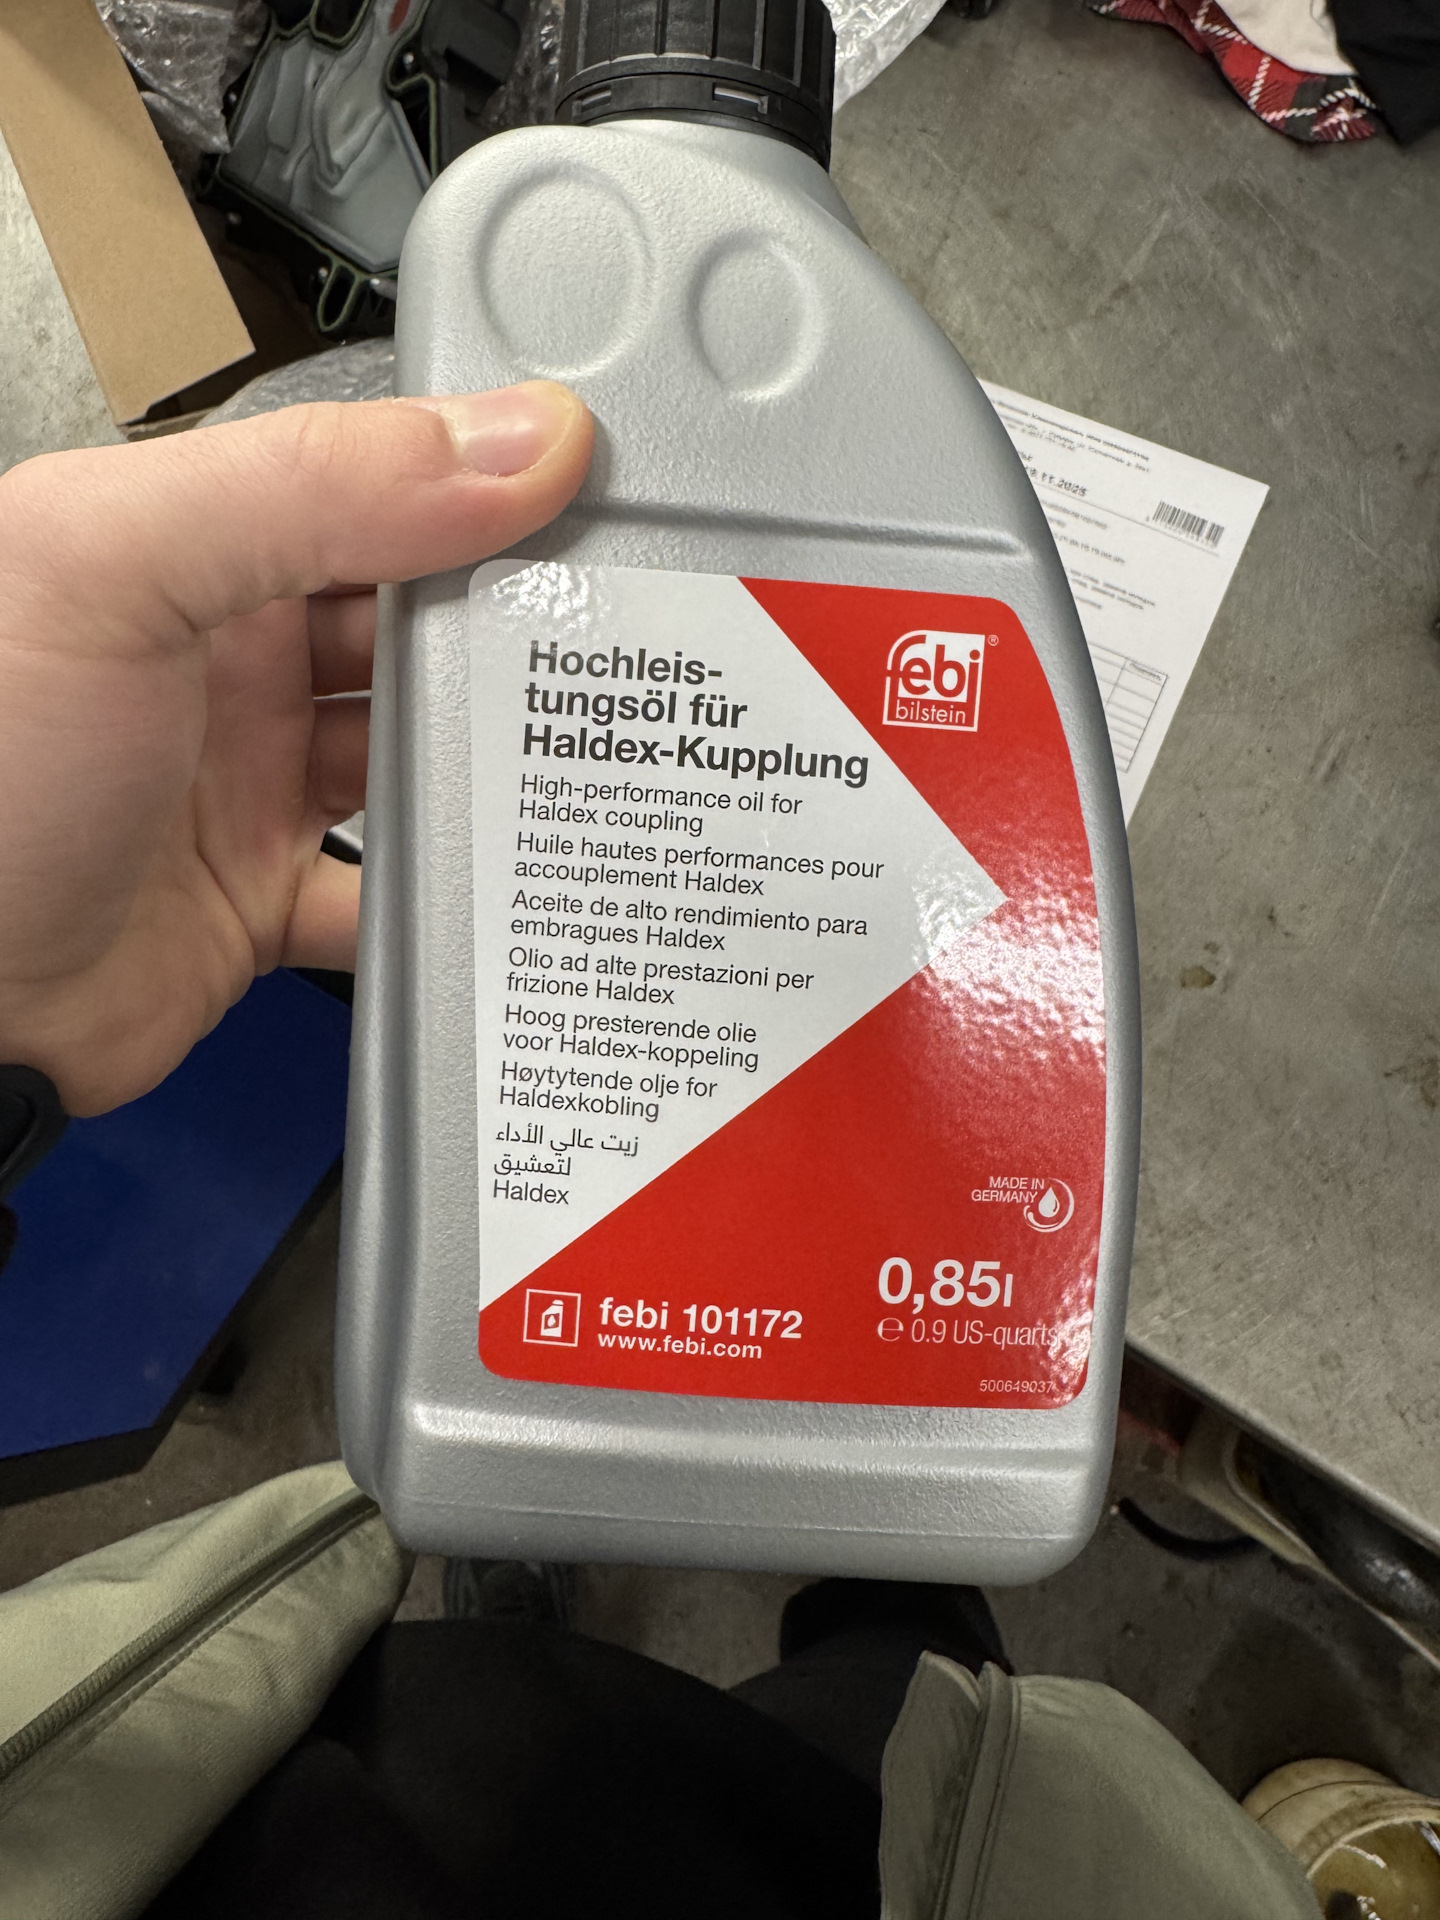 febi®
bilstein
Hochleis-
tungsöl für
Haldex-Kupplung
High-performance oil for
Haldex coupling
Huile hautes performances pour
accouplement Haldex
Aceite de alto rendimiento para
embragues Haldex
Olio ad alte prestazioni per
frizione Haldex
Hoog presterende olie
voor Haldex-koppeling
Høytytende olje for
Haldexkobling
زيت عالي الأداء
لتعشيق
Haldex
MADE IN
GERMANY
0,85l
℮ 0.9 US-quarts
febi 101172
www.febi.com
500649037